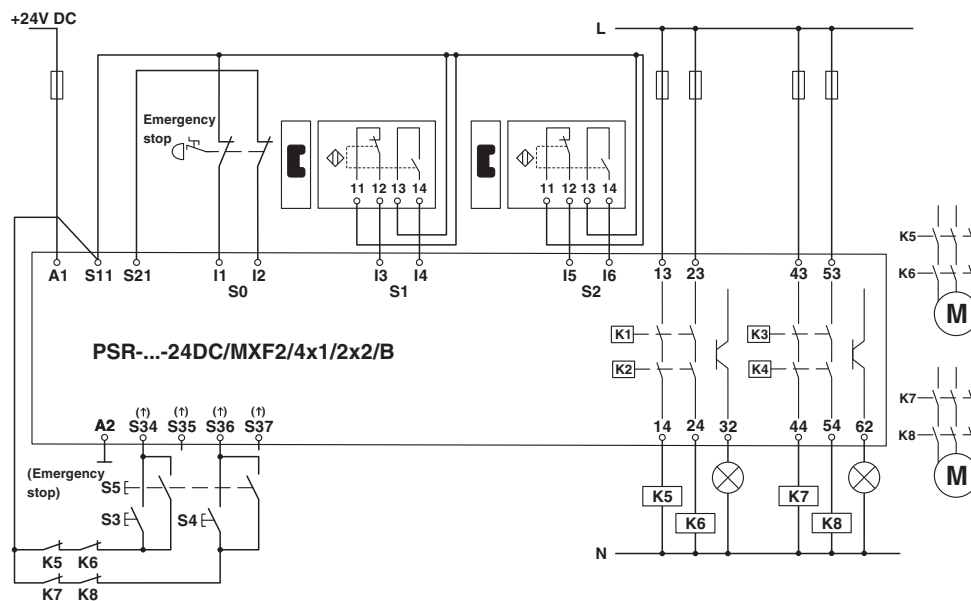 +24V DC
L
Emergency
stop
11 12 13 14
11 12 13 14
K5
K6
M
A1 S11 S21 I1 I2 I3 I4 I5 I6 13 23 43 53
S0 S1 S2
K1 K3
PSR-...-24DC/MXF2/4x1/2x2/B
K2 K4
K7
K8
M
(↑) (↑) (↑) (↑)
A2 S34 S35 S36 S37 14 24 32 44 54 62
(Emergency
stop)
S5
S3 S4
K5 K7
K6 K8
N
K5 K6
K7 K8